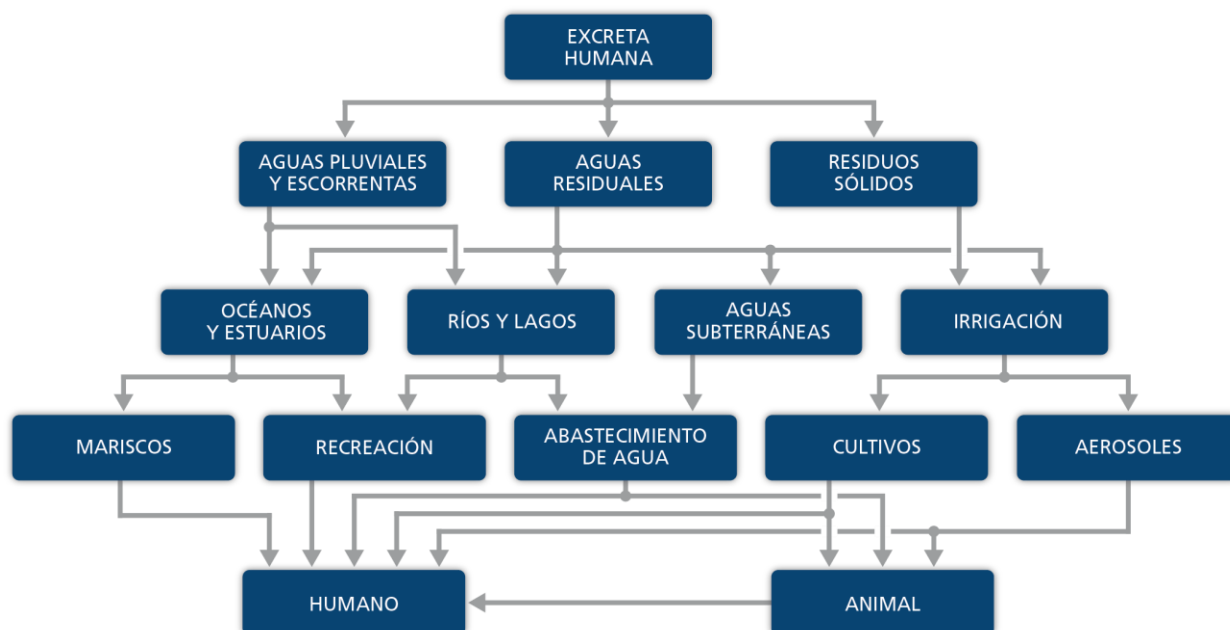 EXCRETA
HUMANA
AGUAS PLUVIALES
Y ESCORRENTAS
AGUAS
RESIDUALES
RESIDUOS
SÓLIDOS
OCÉANOS
Y ESTUARIOS
RÍOS Y LAGOS
AGUAS
SUBTERRÁNEAS
IRRIGACIÓN
MARISCOS
RECREACIÓN
ABASTECIMIENTO
DE AGUA
CULTIVOS
AEROSOLES
HUMANO
ANIMAL